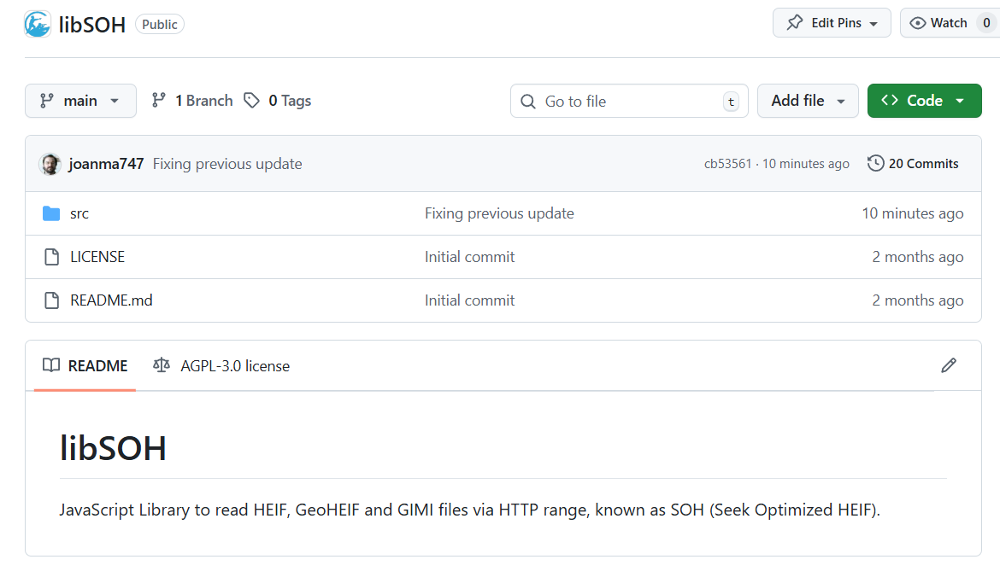 libSOH Public Edit Pins Watch 0
main 1 Branch 0 Tags Go to file t Add file Code
joanma747 Fixing previous update cb53561 · 10 minutes ago 20 Commits
src Fixing previous update 10 minutes ago
LICENSE Initial commit 2 months ago
README.md Initial commit 2 months ago
README AGPL-3.0 license
libSOH
JavaScript Library to read HEIF, GeoHEIF and GIMI files via HTTP range, known as SOH (Seek Optimized HEIF).